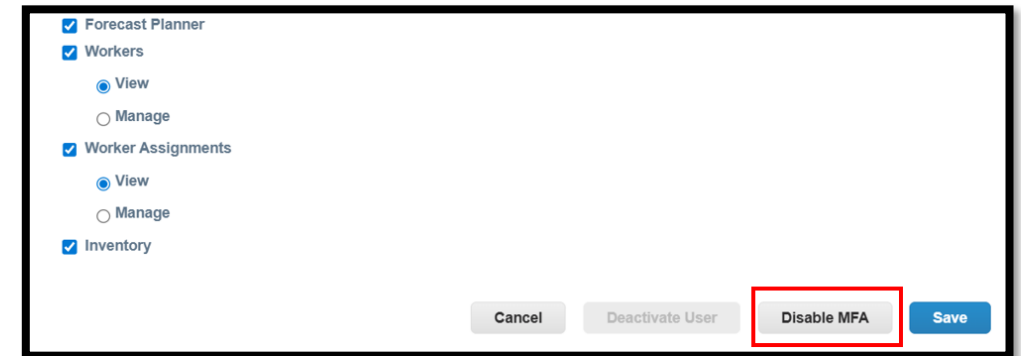 Forecast Planner
Workers
View
Manage
Worker Assignments
View
Manage
Inventory
Cancel Deactivate User Disable MFA Save